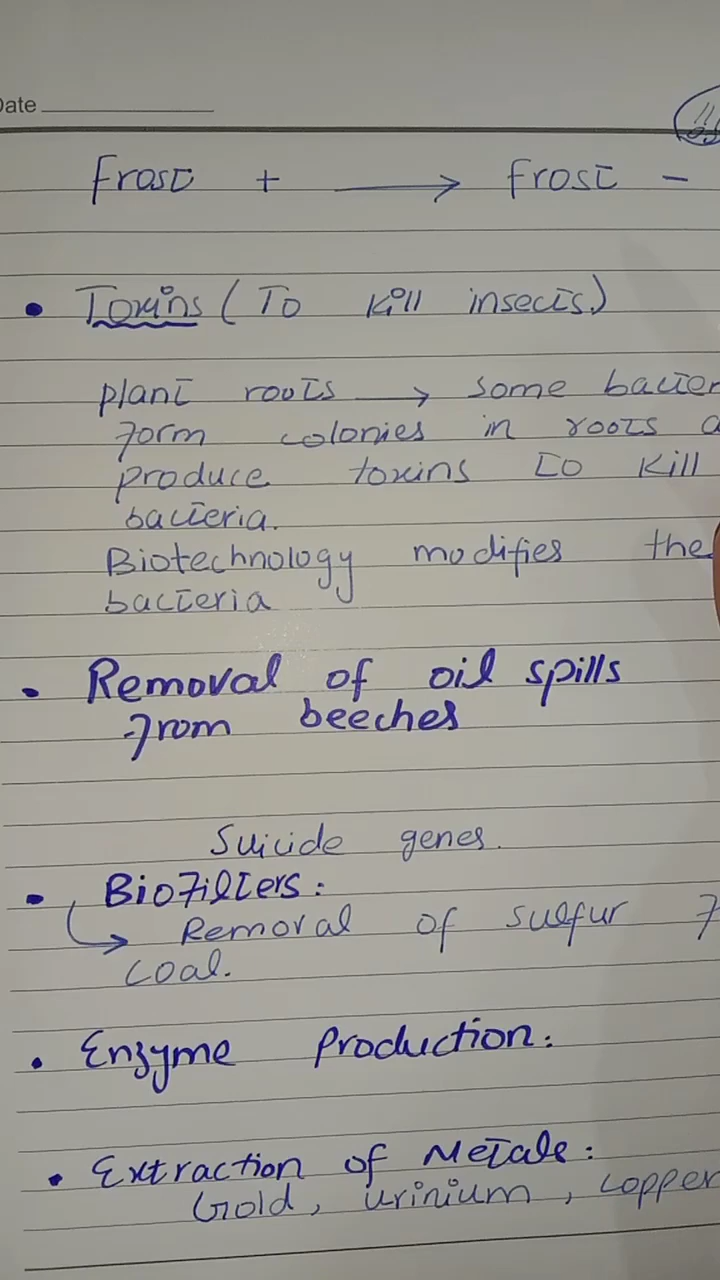 Date
Frost + → Frost -
• Toxins (To kill insects)
plant roots → some bacter
form colonies in roots a
produce toxins to kill
bacteria.
Biotechnology modifies the
bacteria
• Removal of oil spills
from beeches
Suicide genes.
• BioFilters:
→ Removal of sulfur f
coal.
• Enzyme Production:
• Extraction of Metals:
Gold, urinium, copper